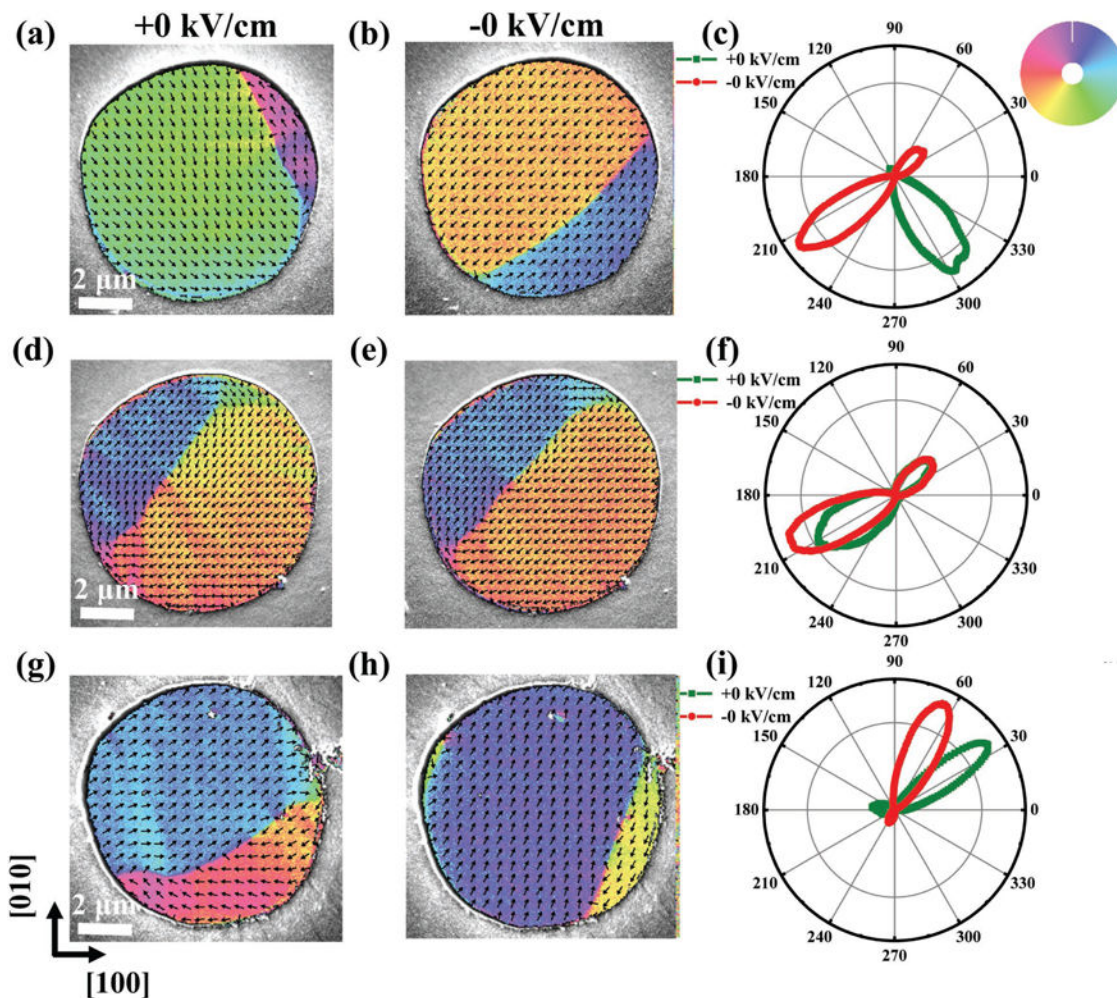 +0 kV/cm
-0 kV/cm
(a)
(b)
(c)
2 μm
+0 kV/cm
-0 kV/cm
90
120
60
150
30
180
0
210
330
240
300
270
(d)
(e)
(f)
2 μm
+0 kV/cm
-0 kV/cm
90
120
60
150
30
180
0
210
330
240
300
270
(g)
(h)
(i)
2 μm
+0 kV/cm
-0 kV/cm
90
120
60
150
30
180
0
210
330
240
300
270
[010]
[100]